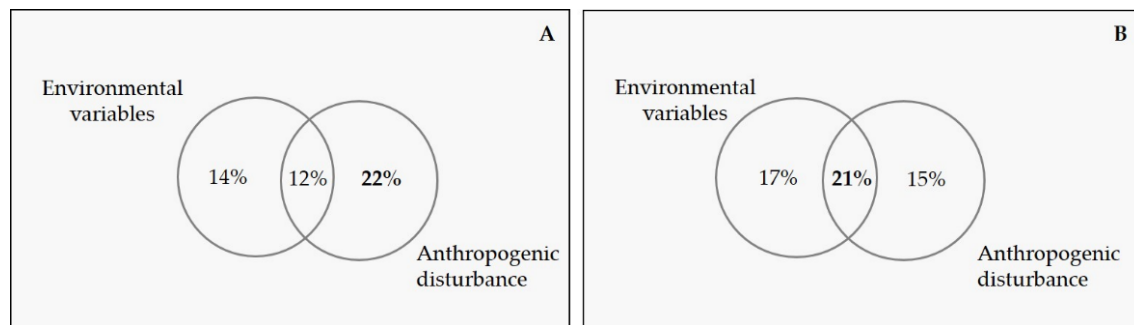 A
Environmental
variables
14%
12%
22%
Anthropogenic
disturbance
B
Environmental
variables
17%
21%
15%
Anthropogenic
disturbance